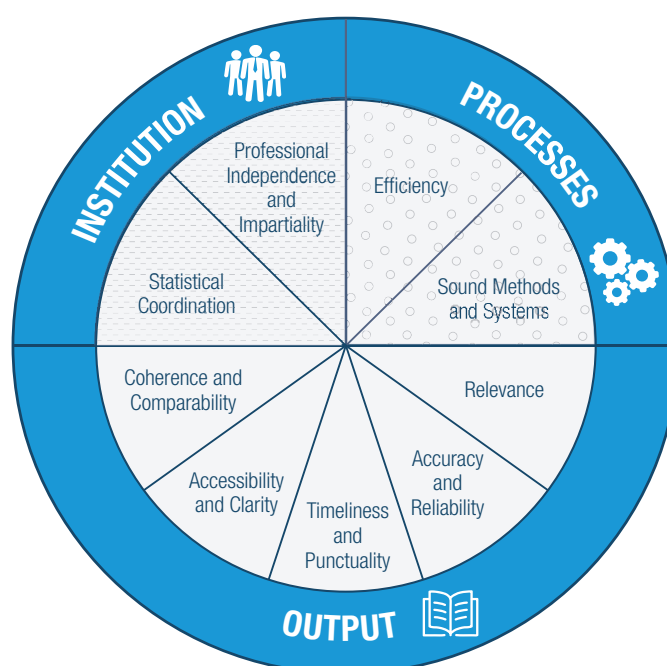 INSTITUTION
PROCESSES
Professional
Independence
and
Impartiality
Efficiency
Statistical
Coordination
Sound Methods
and Systems
Coherence and
Comparability
Relevance
Accessibility
and Clarity
Timeliness
and
Punctuality
Accuracy
and
Reliability
OUTPUT